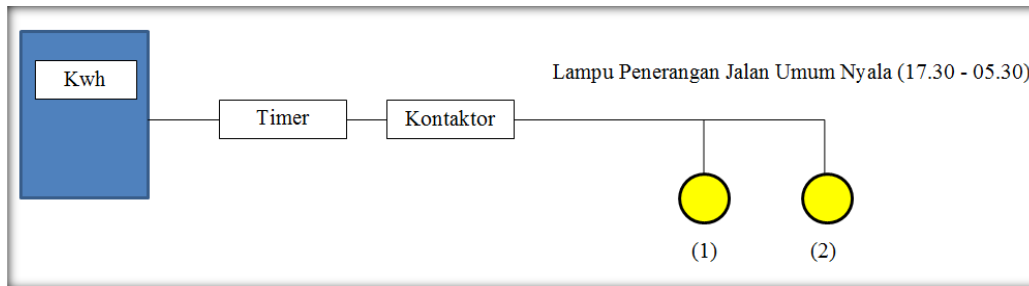 Kwh
Lampu Penerangan Jalan Umum Nyala (17.30 - 05.30)
Timer
Kontaktor
(1)
(2)